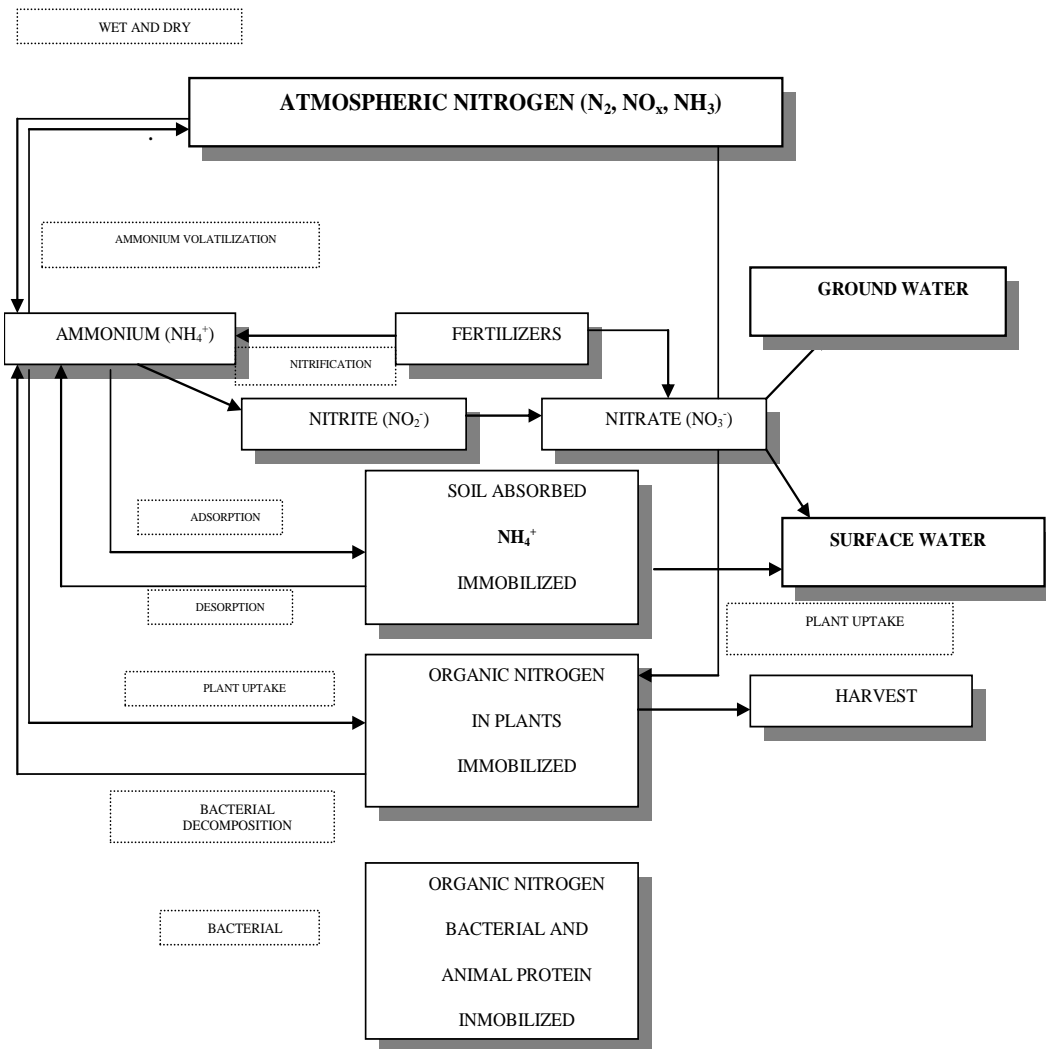 WET AND DRY
ATMOSPHERIC NITROGEN (N₂, NOₓ, NH₃)
.
AMMONIUM VOLATILIZATION
GROUND WATER
AMMONIUM (NH₄⁺)
FERTILIZERS
NITRIFICATION
NITRITE (NO₂⁻)
NITRATE (NO₃⁻)
SOIL ABSORBED
NH₄⁺
IMMOBILIZED
ADSORPTION
SURFACE WATER
DESORPTION
PLANT UPTAKE
ORGANIC NITROGEN
IN PLANTS
IMMOBILIZED
PLANT UPTAKE
HARVEST
BACTERIAL
DECOMPOSITION
ORGANIC NITROGEN
BACTERIAL AND
ANIMAL PROTEIN
INMOBILIZED
BACTERIAL